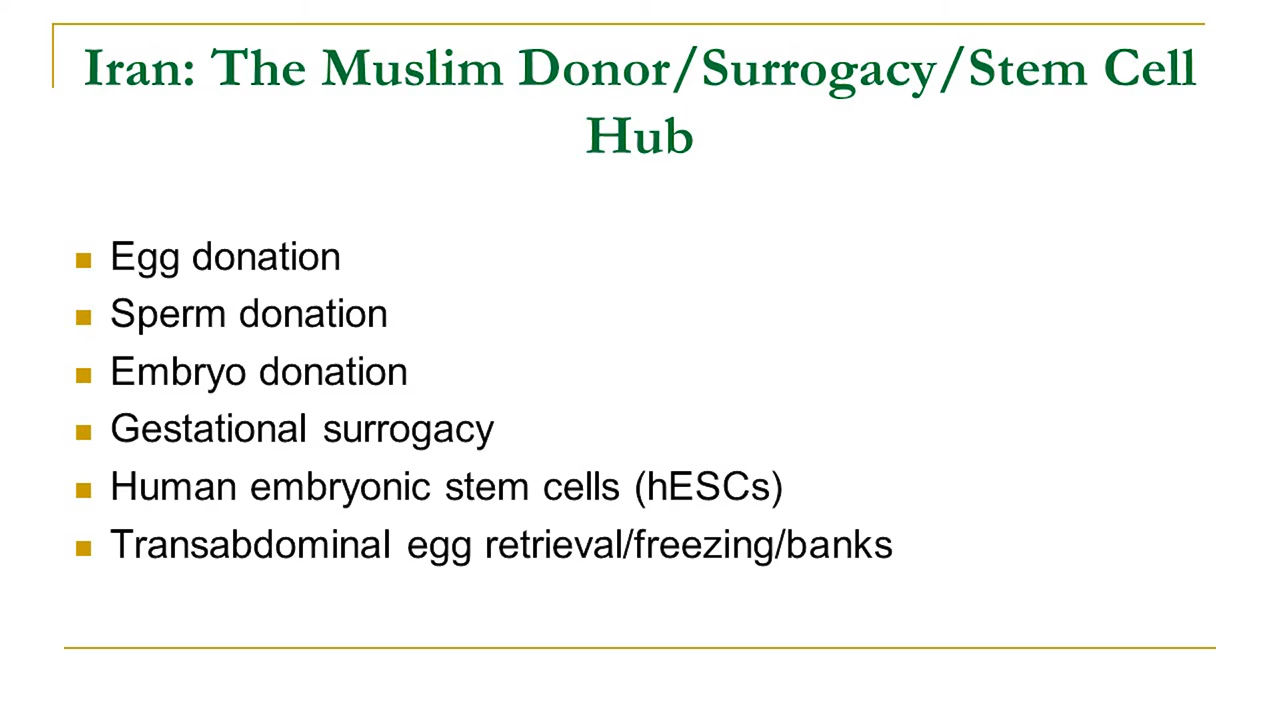 Iran: The Muslim Donor/Surrogacy/Stem Cell
Hub
Egg donation
Sperm donation
Embryo donation
Gestational surrogacy
Human embryonic stem cells (hESCs)
Transabdominal egg retrieval/freezing/banks